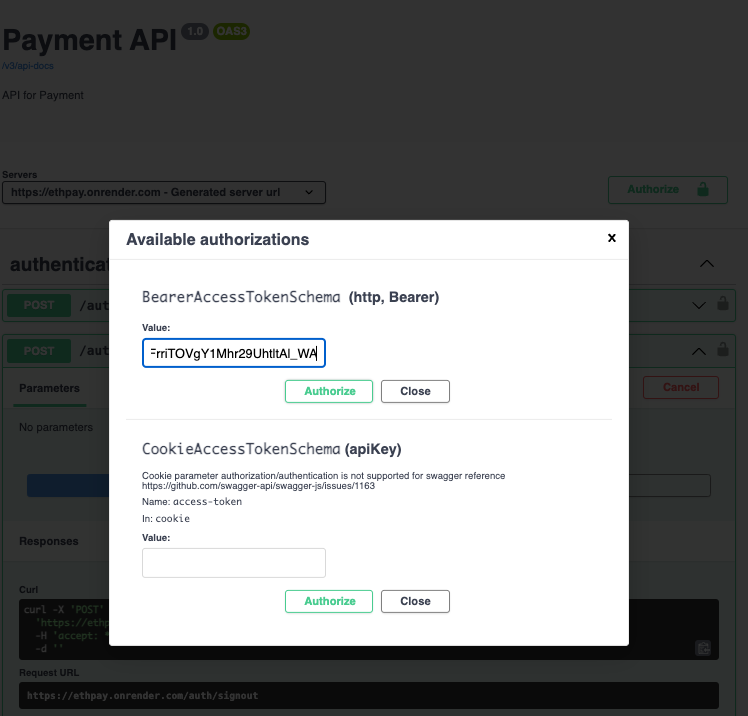 Payment API 1.0 OAS3
/v3/api-docs
API for Payment
Servers
https://ethpay.onrender.com - Generated server url
Authorize
Available authorizations x
authentica
BearerAccessTokenSchema (http, Bearer)
POST /aut
Value:
POST /aut
Authorize Close
Parameters Cancel
No parameters
CookieAccessTokenSchema (apiKey)
Cookie parameter authorization/authentication is not supported for swagger reference
https://github.com/swagger-api/swagger-js/issues/1163
Name: access-token
In: cookie
Value:
Responses
Authorize Close
Curl
curl -X 'POST'
'https://ethp
-H 'accept: *
-d ''
Request URL
https://ethpay.onrender.com/auth/signout